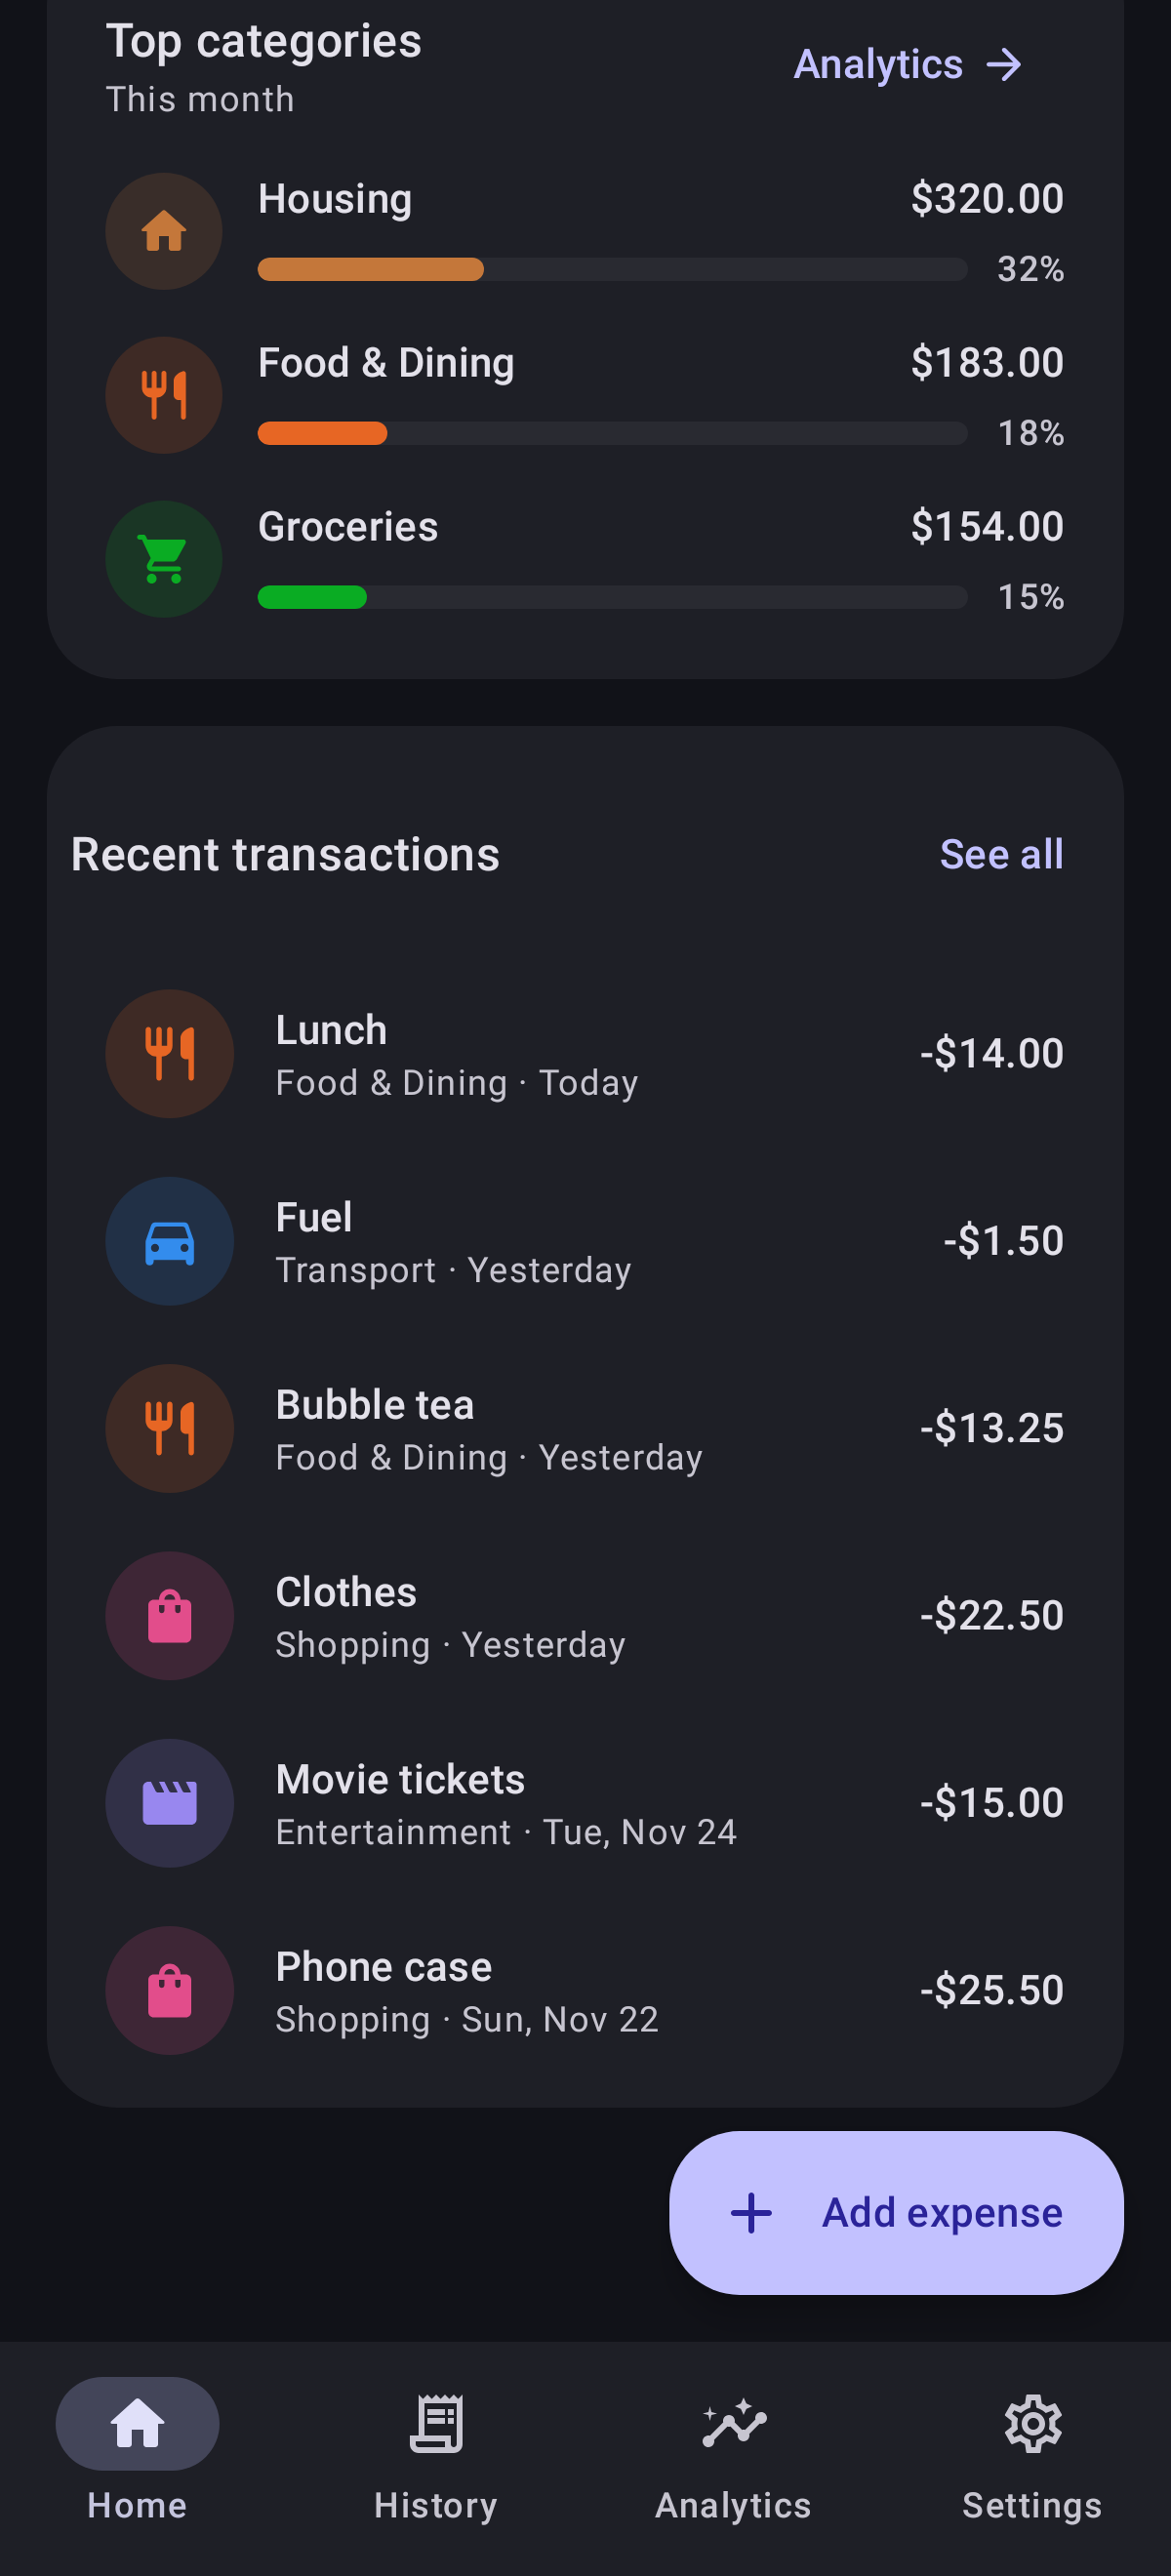 Top categories
This month
Analytics
Housing
$320.00
32%
Food & Dining
$183.00
18%
Groceries
$154.00
15%
Recent transactions
See all
Lunch
Food & Dining · Today
-$14.00
Fuel
Transport · Yesterday
-$1.50
Bubble tea
Food & Dining · Yesterday
-$13.25
Clothes
Shopping · Yesterday
-$22.50
Movie tickets
Entertainment · Tue, Nov 24
-$15.00
Phone case
Shopping · Sun, Nov 22
-$25.50
Add expense
Home
History
Analytics
Settings